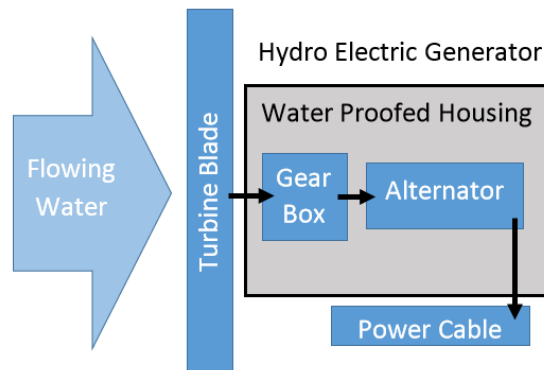 Hydro Electric Generator
Water Proofed Housing
Flowing
Water
Turbine Blade
Gear
Box
Alternator
Power Cable